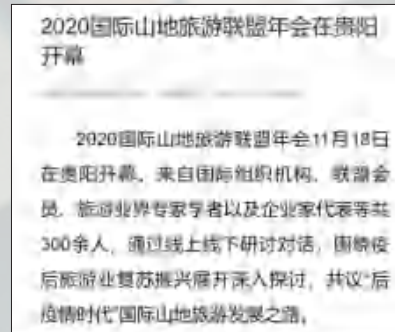 2020国际山地旅游联盟年会在贵阳
开幕
2020国际山地旅游联盟年会11月18日
在贵阳开幕。来自国际组织机构、联盟会
员、旅游业界专家学者以及企业家代表等共
300余人，通过线上线下研讨对话，围绕疫
后旅游业复苏振兴展开深入探讨，共议“后
疫情时代”国际山地旅游发展之路。